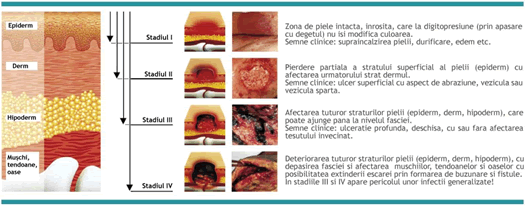 Epiderm
Derm
Hipoderm
Muşchi,
tendoane,
oase
Stadiul I
Stadiul II
Stadiul III
Stadiul IV
Zona de piele intacta, inrosita, care la digitopresiune (prin apasare
cu degetul) nu isi modifica culoarea.
Semne clinice: supraincalzirea pielii, durificare, edem etc.
Pierdere partiala a stratului superficial al pielii (epiderm) cu
afectarea urmatorului strat dermul.
Semne clinice: ulcer superficial cu aspect de abraziune, vezicula sau
vezicula sparta.
Afectarea tuturor straturilor pielii (epiderm, derm, hipoderm), care
poate ajunge pana la nivelul fasciei.
Semne clinice: ulceratie profunda, deschisa, cu sau fara afectarea
tesutului invecinat.
Deteriorarea tuturor straturilor pielii (epiderm, derm, hipoderm), cu
depasirea fasciei si afectarea muschiilor, tendoanelor si oaselor cu
posibilitatea extinderii escarei prin formarea de buzunare si fistule.
In stadiile III si IV apare pericolul unor infectii generalizate!